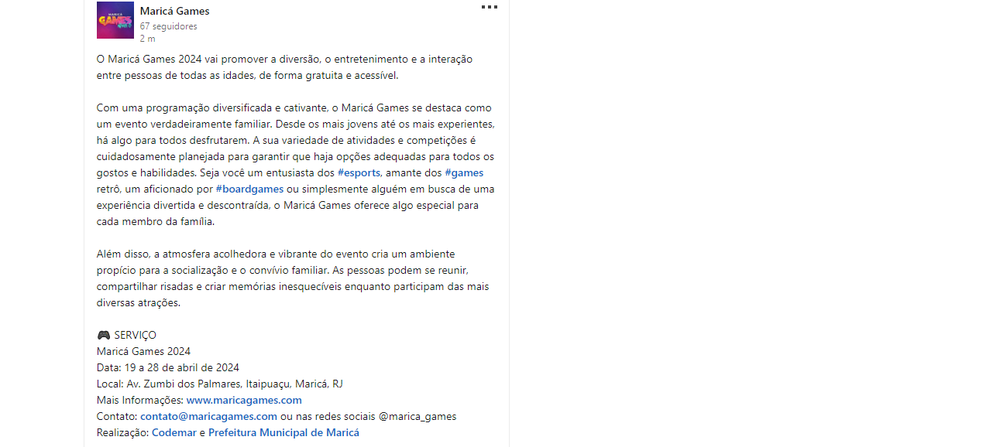 MARICÁ
GAMES
Maricá Games
67 seguidores
2 m
O Maricá Games 2024 vai promover a diversão, o entretenimento e a interação
entre pessoas de todas as idades, de forma gratuita e acessível.
Com uma programação diversificada e cativante, o Maricá Games se destaca como
um evento verdadeiramente familiar. Desde os mais jovens até os mais experientes,
há algo para todos desfrutarem. A sua variedade de atividades e competições é
cuidadosamente planejada para garantir que haja opções adequadas para todos os
gostos e habilidades. Seja você um entusiasta dos #esports, amante dos #games
retrô, um aficionado por #boardgames ou simplesmente alguém em busca de uma
experiência divertida e descontraída, o Maricá Games oferece algo especial para
cada membro da família.
Além disso, a atmosfera acolhedora e vibrante do evento cria um ambiente
propício para a socialização e o convívio familiar. As pessoas podem se reunir,
compartilhar risadas e criar memórias inesquecíveis enquanto participam das mais
diversas atrações.
🎮 SERVIÇO
Maricá Games 2024
Data: 19 a 28 de abril de 2024
Local: Av. Zumbi dos Palmares, Itaipuaçu, Maricá, RJ
Mais Informações: www.maricagames.com
Contato: contato@maricagames.com ou nas redes sociais @marica_games
Realização: Codemar e Prefeitura Municipal de Maricá